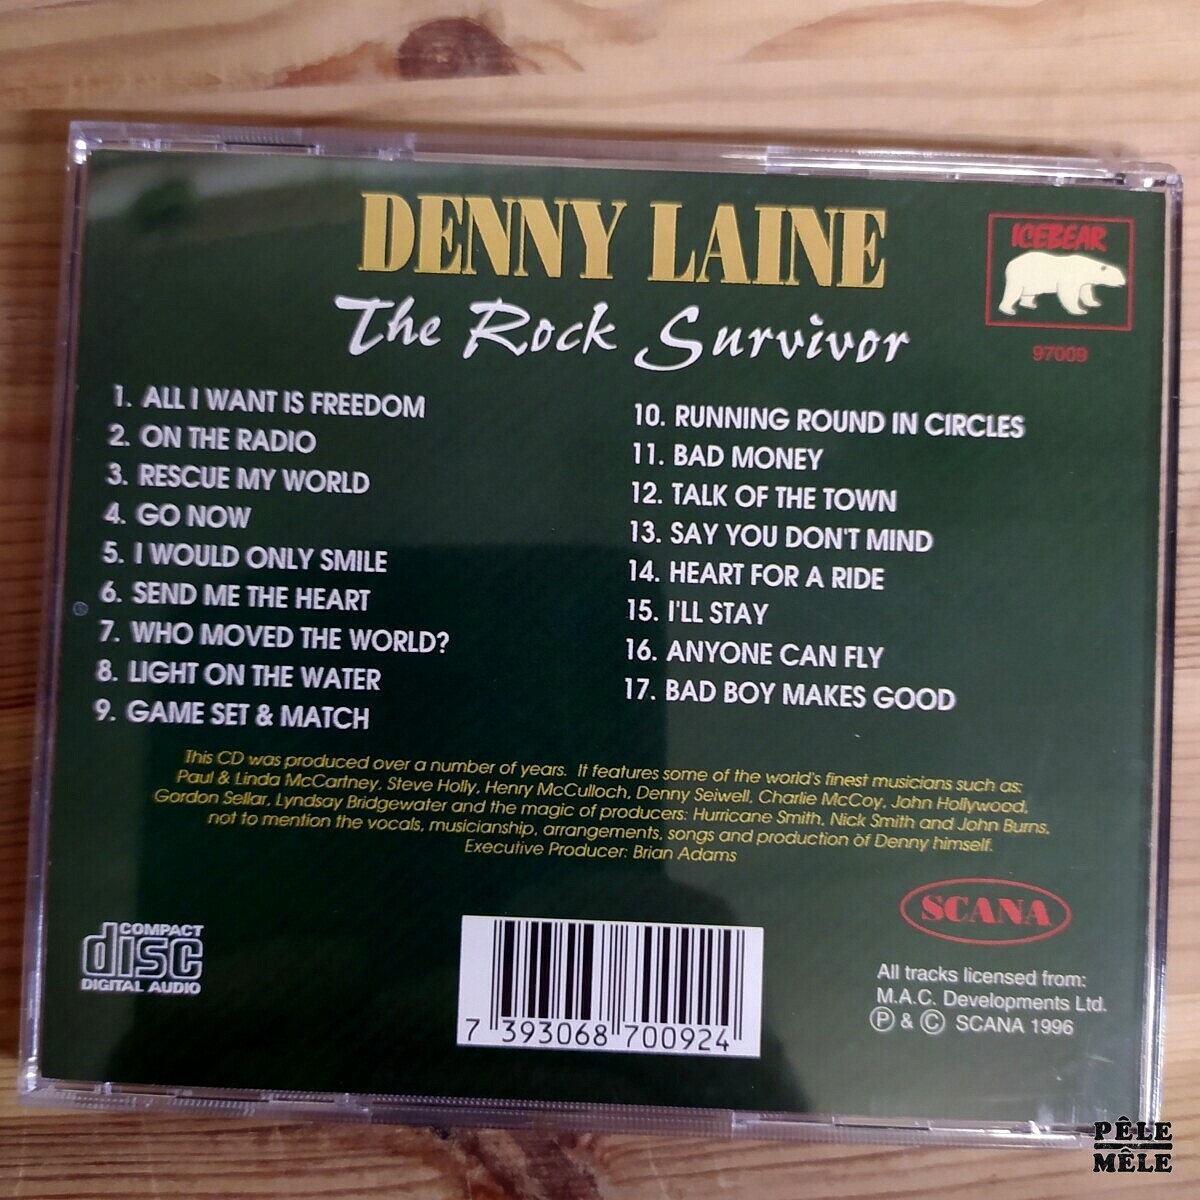 DENNY LAINE
The Rock Survivor
ICEBEAR
97009
1. ALL I WANT IS FREEDOM
2. ON THE RADIO
3. RESCUE MY WORLD
4. GO NOW
5. I WOULD ONLY SMILE
6. SEND ME THE HEART
7. WHO MOVED THE WORLD?
8. LIGHT ON THE WATER
9. GAME SET & MATCH
10. RUNNING ROUND IN CIRCLES
11. BAD MONEY
12. TALK OF THE TOWN
13. SAY YOU DON'T MIND
14. HEART FOR A RIDE
15. I'LL STAY
16. ANYONE CAN FLY
17. BAD BOY MAKES GOOD
This CD was produced over a number of years. It features some of the world's finest musicians such as:
Paul & Linda McCartney, Steve Holly, Henry McCulloch, Denny Seiwell, Charlie McCoy, John Hollywood,
Gordon Sellar, Lyndsay Bridgewater and the magic of producers: Hurricane Smith, Nick Smith and John Burns,
not to mention the vocals, musicianship, arrangements, songs and production of Denny himself.
Executive Producer: Brian Adams
COMPACT
disc
DIGITAL AUDIO
7 393068 700924
SCANA
All tracks licensed from:
M.A.C. Developments Ltd.
Ⓟ & © SCANA 1996
PÊLE
MÊLE